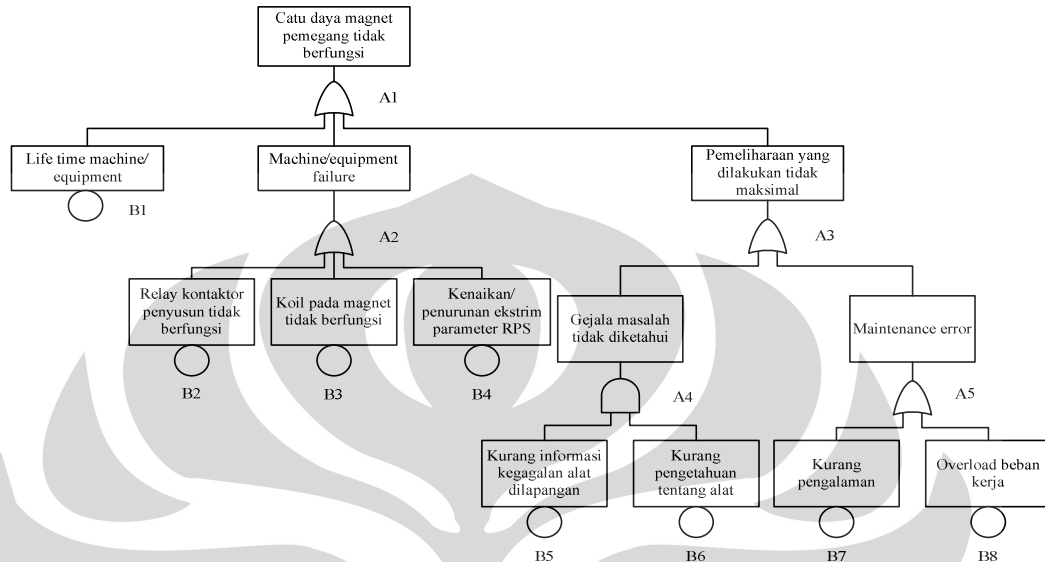 Catu daya magnet
pemegang tidak
berfungsi
A1
Life time machine/
equipment
B1
Machine/equipment
failure
A2
Pemeliharaan yang
dilakukan tidak
maksimal
A3
Relay kontaktor
penyusun tidak
berfungsi
B2
Koil pada magnet
tidak berfungsi
B3
Kenaikan/
penurunan ekstrim
parameter RPS
B4
Gejala masalah
tidak diketahui
A4
Maintenance error
A5
Kurang informasi
kegagalan alat
dilapangan
B5
Kurang
pengetahuan
tentang alat
B6
Kurang
pengalaman
B7
Overload beban
kerja
B8